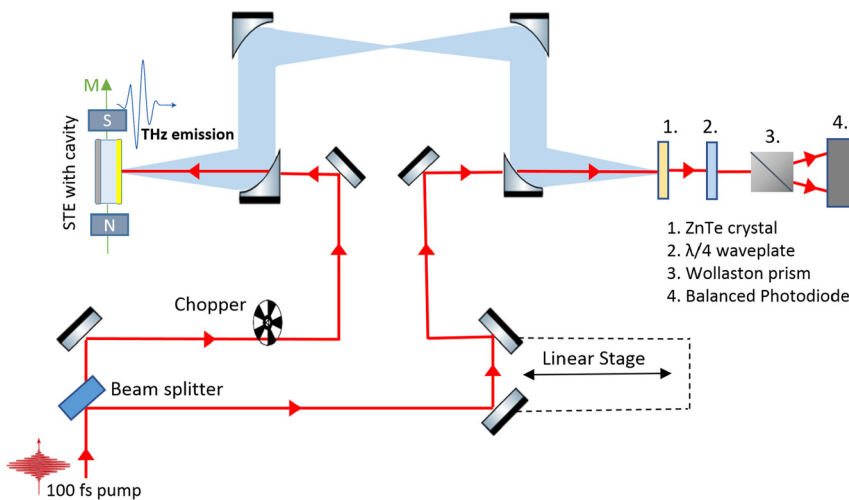 M
S
THz emission
STE with cavity
N
1.
2.
3.
4.
1. ZnTe crystal
2. λ/4 waveplate
3. Wollaston prism
4. Balanced Photodiode
Chopper
Linear Stage
Beam splitter
100 fs pump